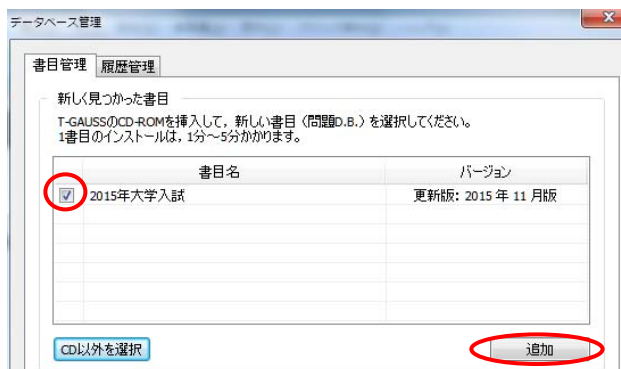 データベース管理
書目管理 履歴管理
新しく見つかった書目
T-GAUSSのCD-ROMを挿入して，新しい書目（問題D.B.）を選択してください。
1書目のインストールは，1分～5分かかります。
書目名 バージョン
2015年大学入試 更新版：2015 年 11 月版
CD以外を選択 追加